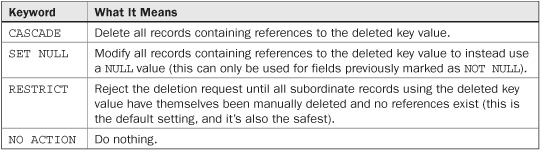 Keyword What It Means
CASCADE Delete all records containing references to the deleted key value.
SET NULL Modify all records containing references to the deleted key value to instead use
a NULL value (this can only be used for fields previously marked as NOT NULL).
RESTRICT Reject the deletion request until all subordinate records using the deleted key
value have themselves been manually deleted and no references exist (this is
the default setting, and it's also the safest).
NO ACTION Do nothing.